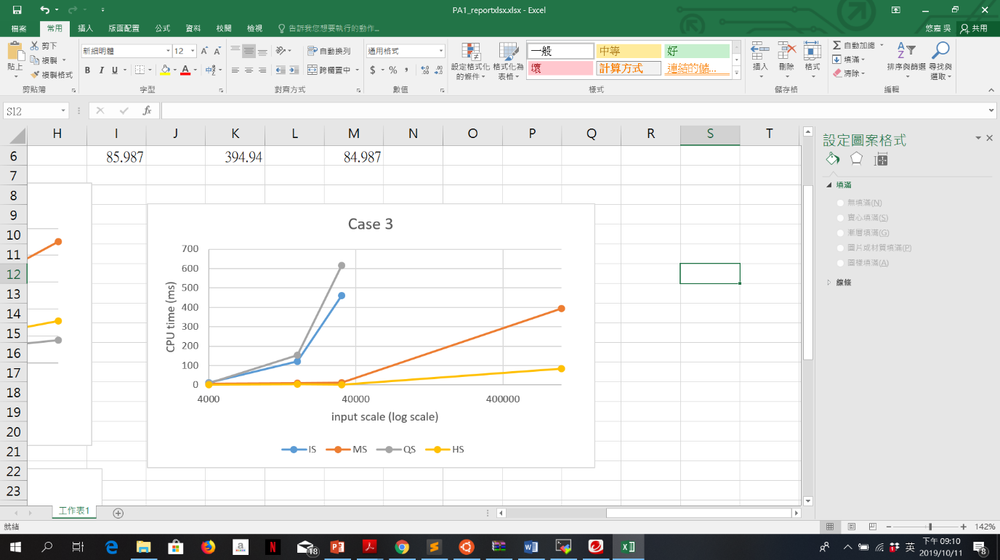 PA1_reportxlsx.xlsx - Excel
檔案 常用 插入 版面配置 公式 資料 校閱 檢視 告訴我您想要執行的動作... 悠嘉 吳 共用
貼上 剪下 複製 複製格式 剪貼簿
新細明體 12 A A B I U A 中 字型
自動換列 跨欄置中 對齊方式
通用格式 $ % , .0 .00 數值
設定格式化的條件 格式化為表格 一般 中等 好 壞 計算方式 連結的儲... 樣式
插入 刪除 格式 儲存格
自動加總 填滿 清除 排序與篩選 尋找與選取 編輯
S12 fx
H I J K L M N O P Q R S T
6 85.987 394.94 84.987
7
8
9
10
11
12
13
14
15
16
17
18
19
20
21
22
23
Case 3
CPU time (ms)
700
600
500
400
300
200
100
0
4000 40000 400000
input scale (log scale)
IS MS QS HS
設定圖案格式
填滿
無填滿(N)
實心填滿(S)
漸層填滿(G)
圖片或材質填滿(P)
圖樣填滿(A)
線條
工作表1
就緒 142%
18 英 下午 09:10
2019/10/11 8